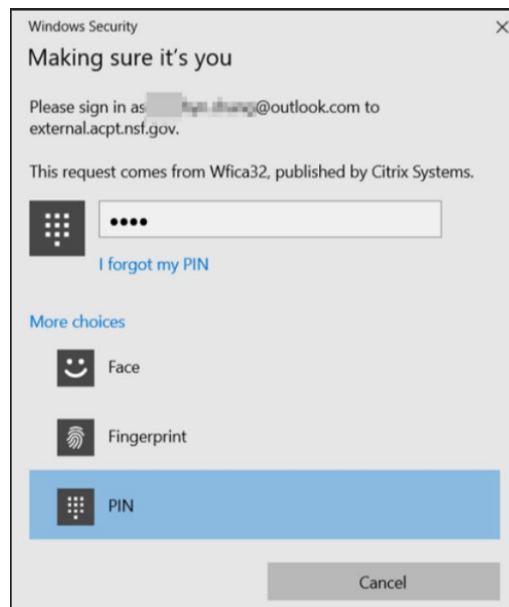 Windows Security
Making sure it's you
Please sign in as @outlook.com to
external.acpt.nsf.gov.
This request comes from Wfica32, published by Citrix Systems.
I forgot my PIN
More choices
Face
Fingerprint
PIN
Cancel